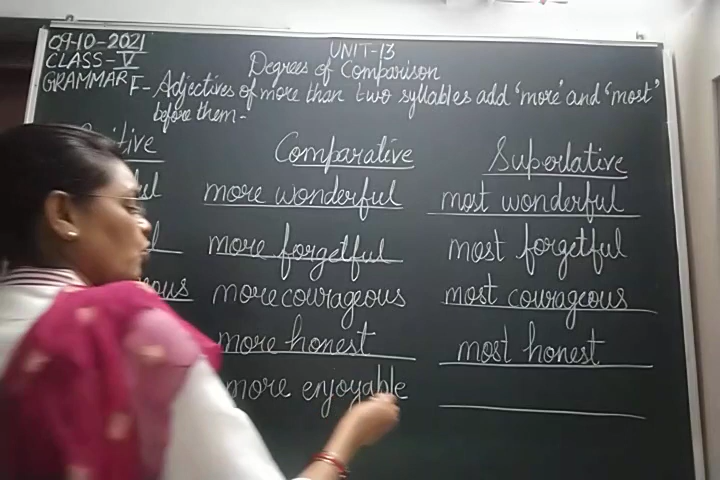 09-10-2021
CLASS-V
GRAMMAR
UNIT-13
Degrees of Comparison
F- Adjectives of more than two syllables add 'more' and 'most'
before them-
Comparative Superlative
more wonderful most wonderful
more forgetful most forgetful
more courageous most courageous
more honest most honest
more enjoyable